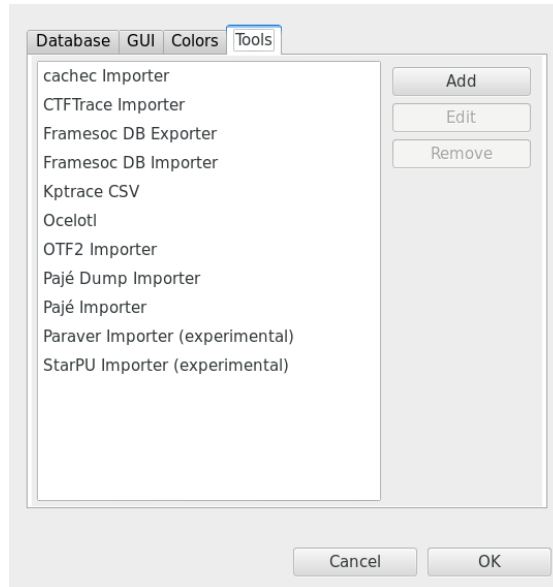 Database GUI Colors Tools
cachec Importer
CTFTrace Importer
Framesoc DB Exporter
Framesoc DB Importer
Kptrace CSV
Ocelotl
OTF2 Importer
Pajé Dump Importer
Pajé Importer
Paraver Importer (experimental)
StarPU Importer (experimental)
Add
Edit
Remove
Cancel OK